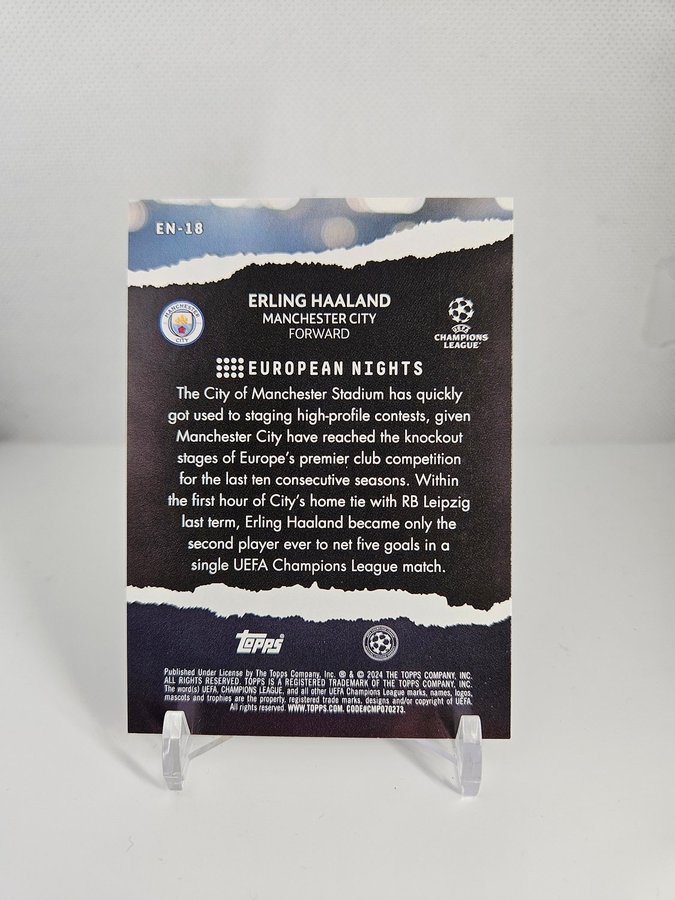 EN-18
ERLING HAALAND
MANCHESTER CITY
FORWARD
MANCHESTER
CITY
UEFA
CHAMPIONS
LEAGUE
EUROPEAN NIGHTS
The City of Manchester Stadium has quickly
got used to staging high-profile contests, given
Manchester City have reached the knockout
stages of Europe's premier club competition
for the last ten consecutive seasons. Within
the first hour of City's home tie with RB Leipzig
last term, Erling Haaland became only the
second player ever to net five goals in a
single UEFA Champions League match.
Topps
Published Under License by The Topps Company, Inc. ® & © 2024 THE TOPPS COMPANY, INC.
ALL RIGHTS RESERVED. TOPPS IS A REGISTERED TRADEMARK OF THE TOPPS COMPANY, INC.
The word(s) UEFA, CHAMPIONS LEAGUE, and all other UEFA Champions League marks, names, logos,
mascots and trophies are the property, registered trade marks, designs and/or copyright of UEFA.
All rights reserved. WWW.TOPPS.COM. CODE#CMP070273.